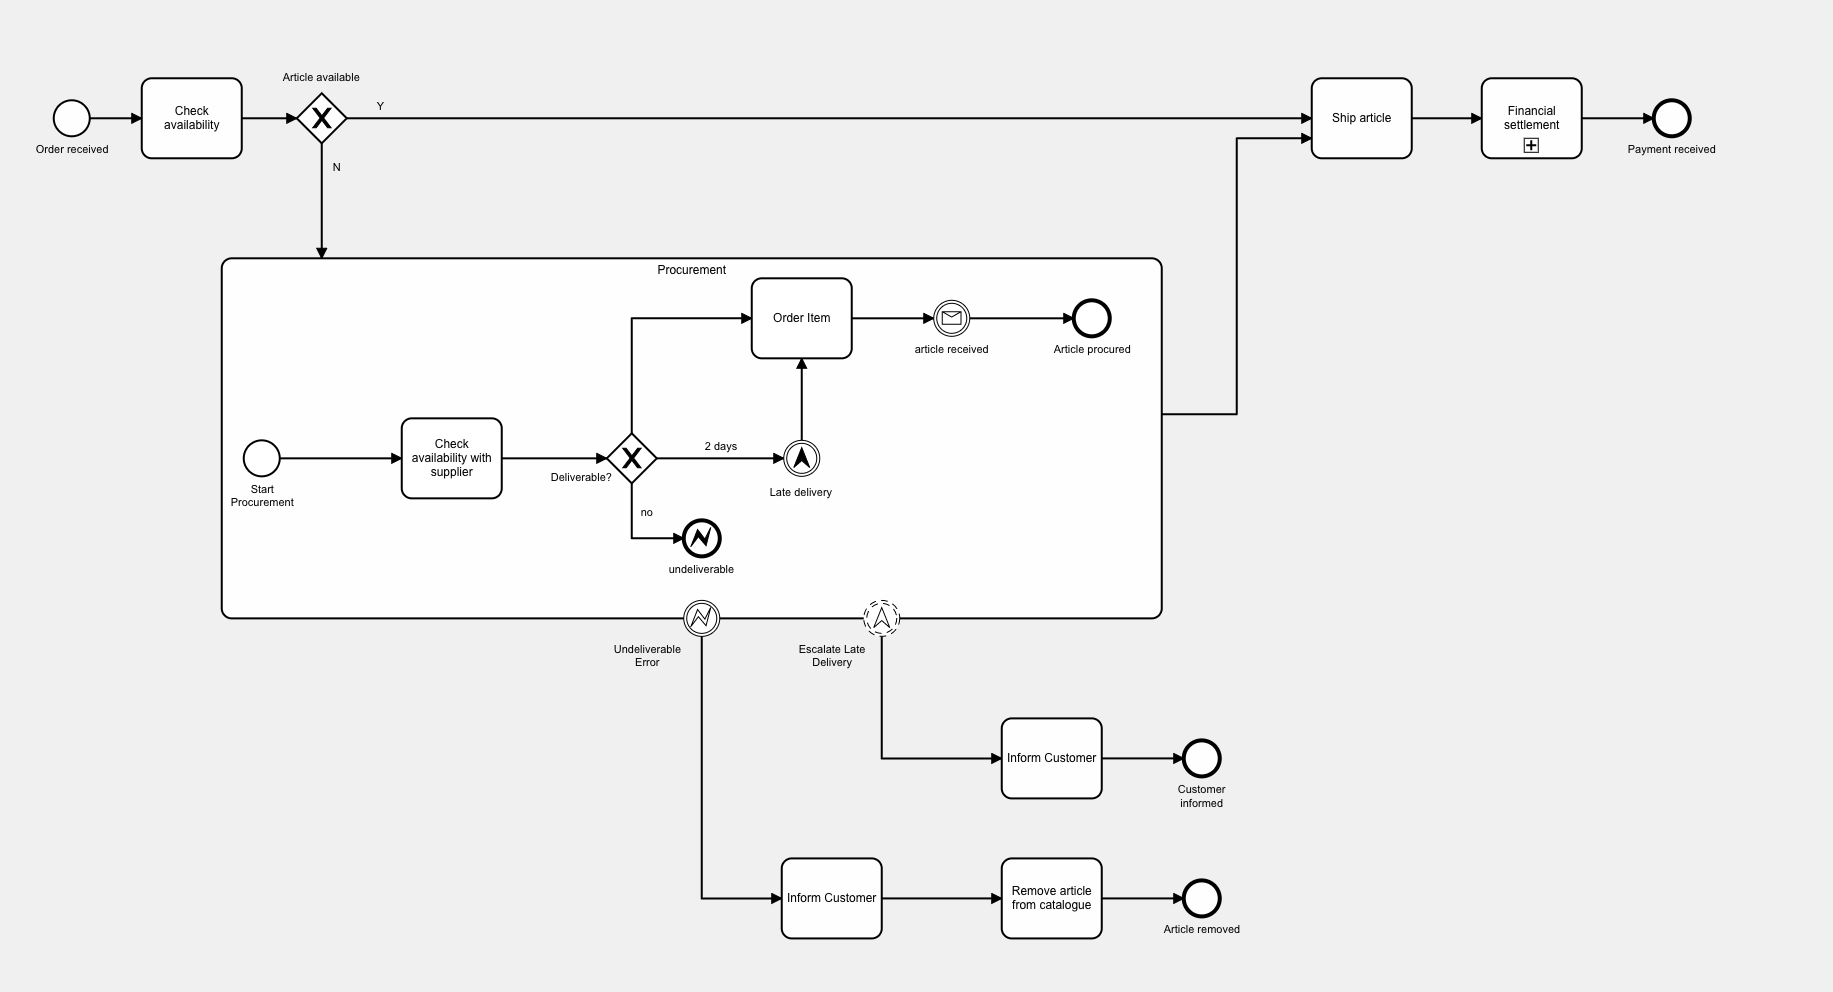 Article available
Order received
Check
availability
Y
N
Ship article
Financial
settlement
Payment received
Procurement
Order Item
article received
Article procured
Start
Procurement
Check
availability with
supplier
Deliverable?
2 days
Late delivery
no
undeliverable
Undeliverable
Error
Escalate Late
Delivery
Inform Customer
Customer
informed
Inform Customer
Remove article
from catalogue
Article removed